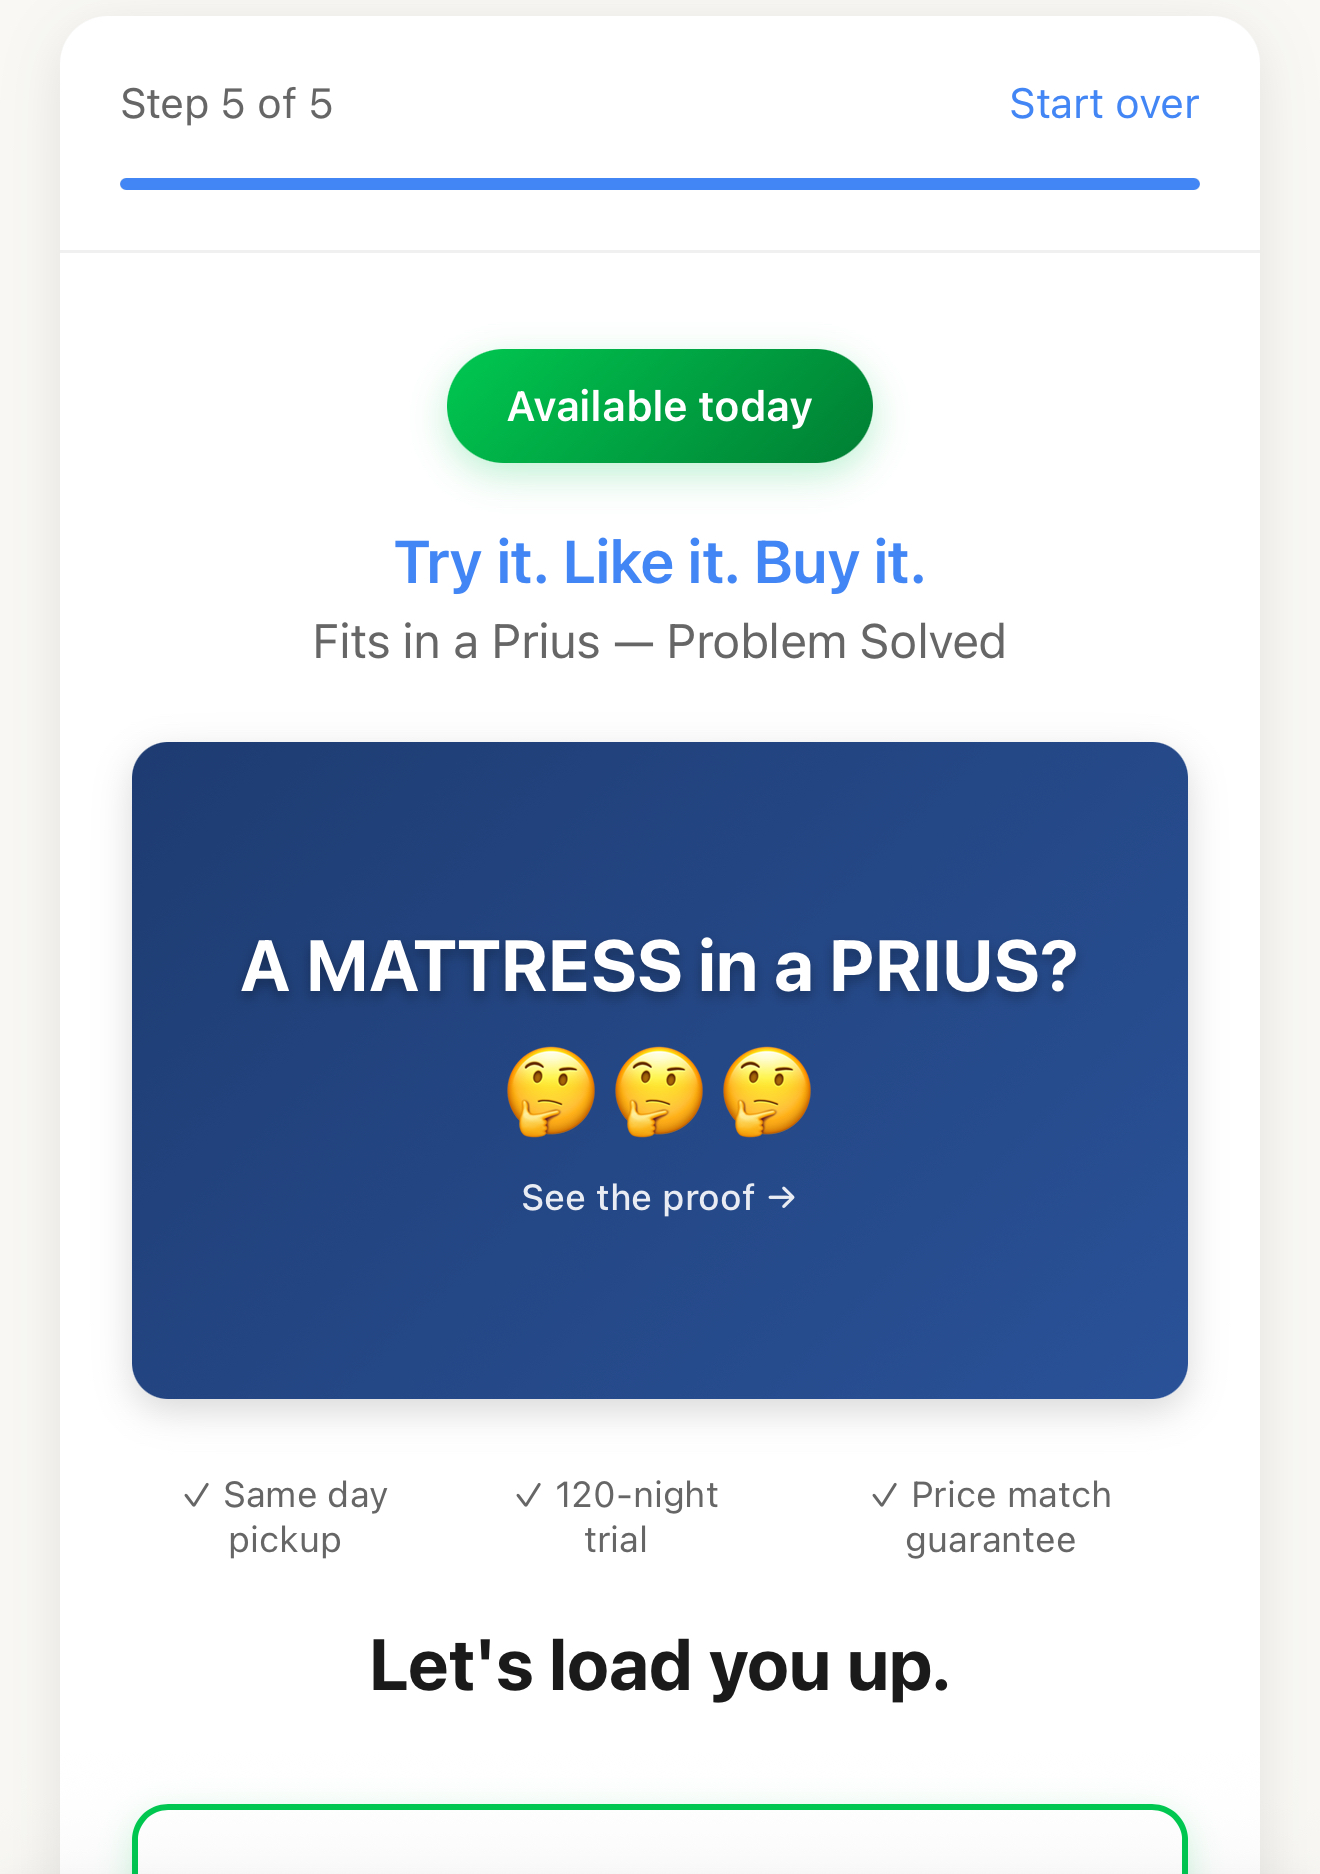 Step 5 of 5
Start over
Available today
Try it. Like it. Buy it.
Fits in a Prius — Problem Solved
A MATTRESS in a PRIUS?
🤔🤔🤔
See the proof →
✓ Same day
pickup
✓ 120-night
trial
✓ Price match
guarantee
Let's load you up.